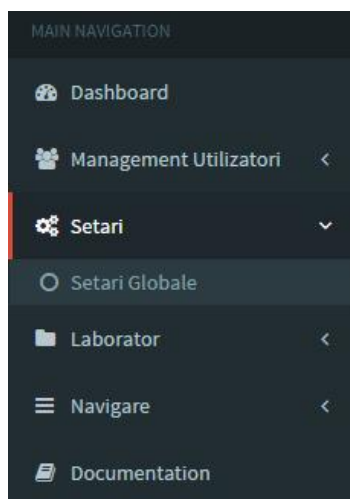 MAIN NAVIGATION
Dashboard
Management Utilizatori
Setari
Setari Globale
Laborator
Navigare
Documentation